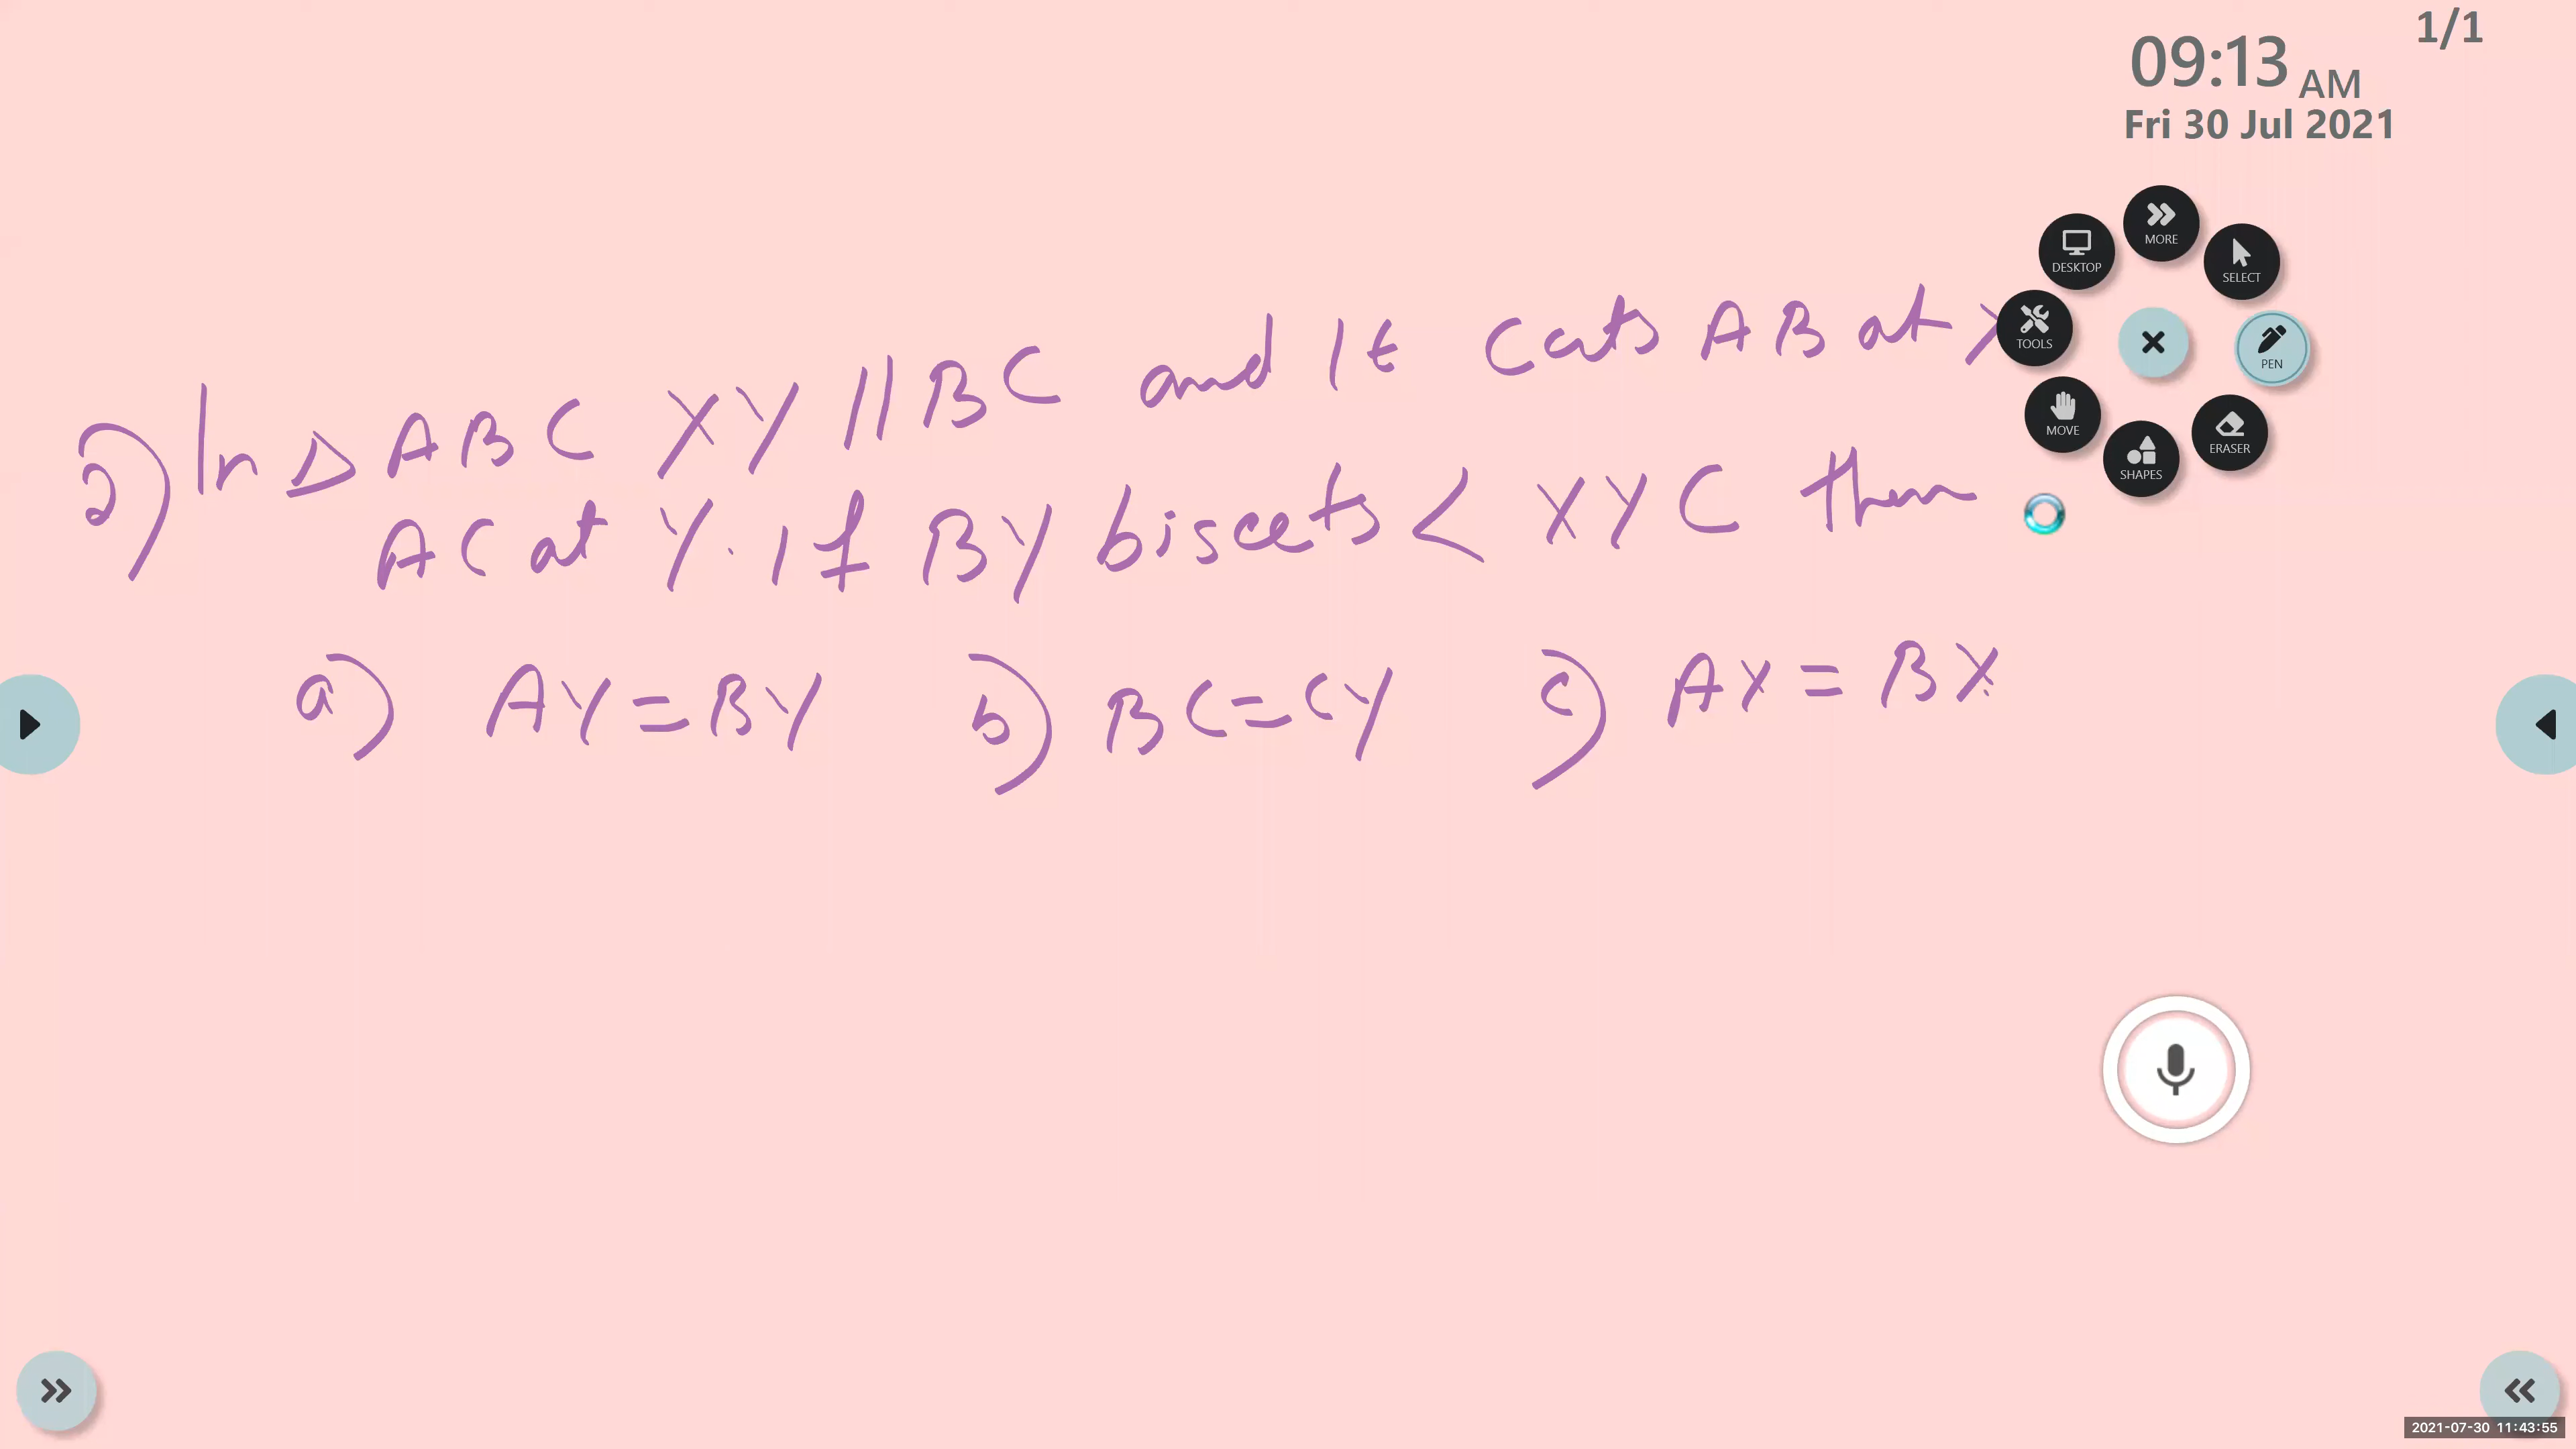 1/1
09:13 AM
Fri 30 Jul 2021
MORE
DESKTOP
SELECT
TOOLS
PEN
MOVE
ERASER
SHAPES
2) In △ ABC XY || BC and It cuts AB at X
AC at Y. If BY biscets < XYC then
a) AY = BY b) BC = CY c) AX = BX
2021-07-30 11:43:55